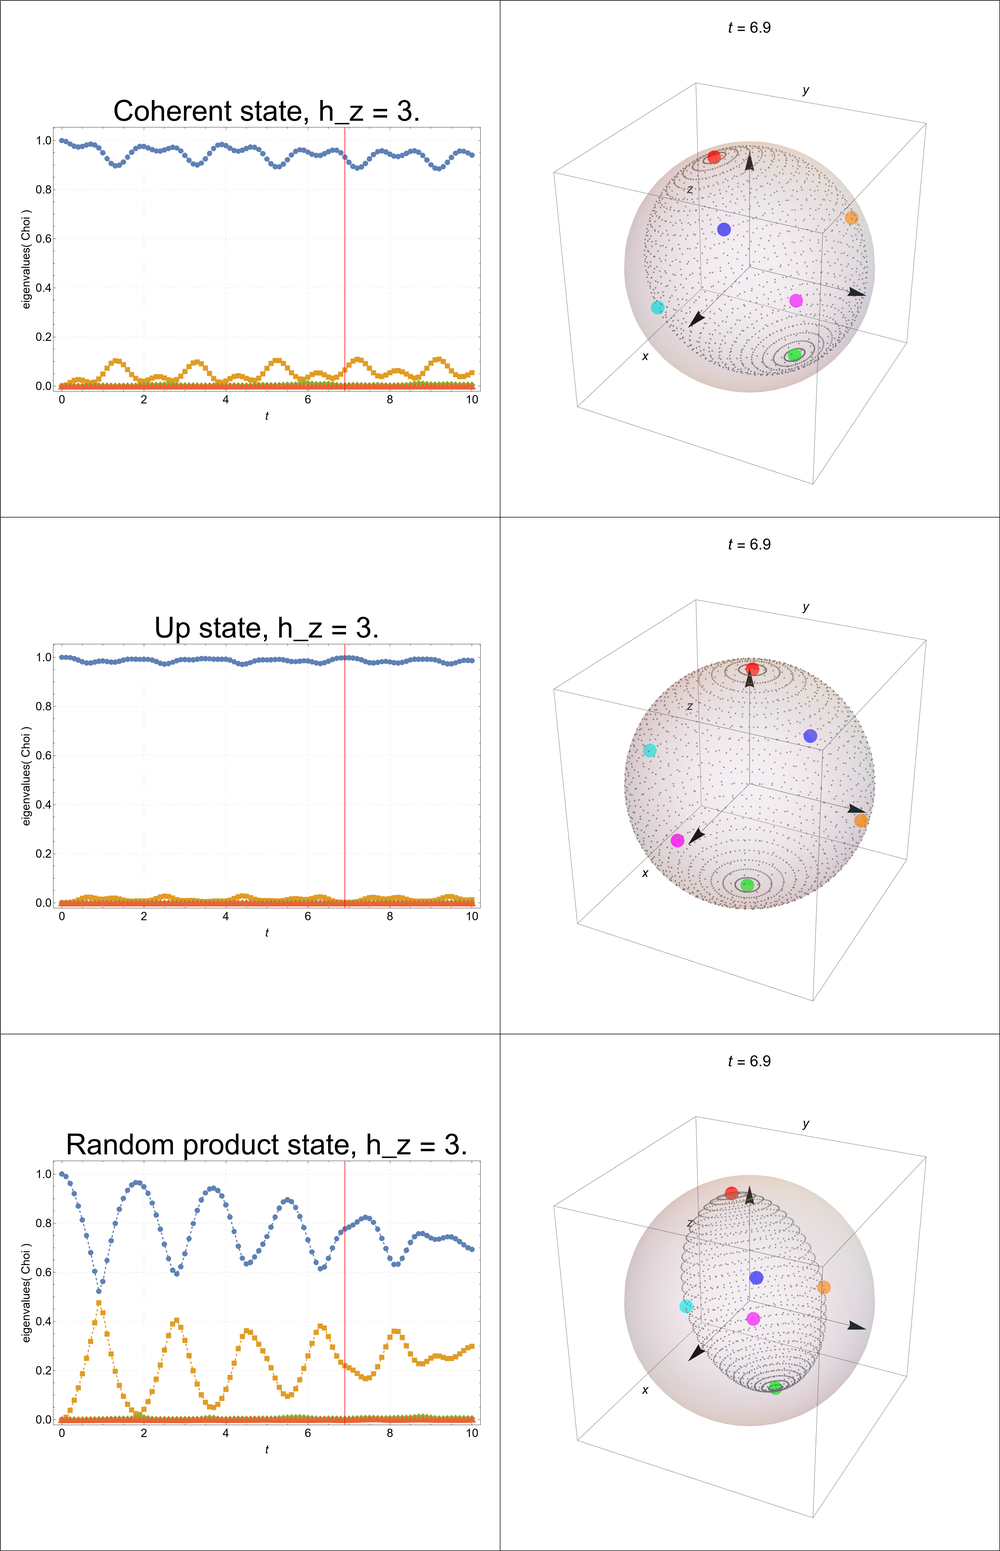 t = 6.9
Coherent state, h_z = 3.
y
z
x
eigenvalues( Choi )
1.0
0.8
0.6
0.4
0.2
0.0
0 2 4 6 8 10
t
t = 6.9
Up state, h_z = 3.
y
z
x
eigenvalues( Choi )
1.0
0.8
0.6
0.4
0.2
0.0
0 2 4 6 8 10
t
t = 6.9
Random product state, h_z = 3.
y
z
x
eigenvalues( Choi )
1.0
0.8
0.6
0.4
0.2
0.0
0 2 4 6 8 10
t